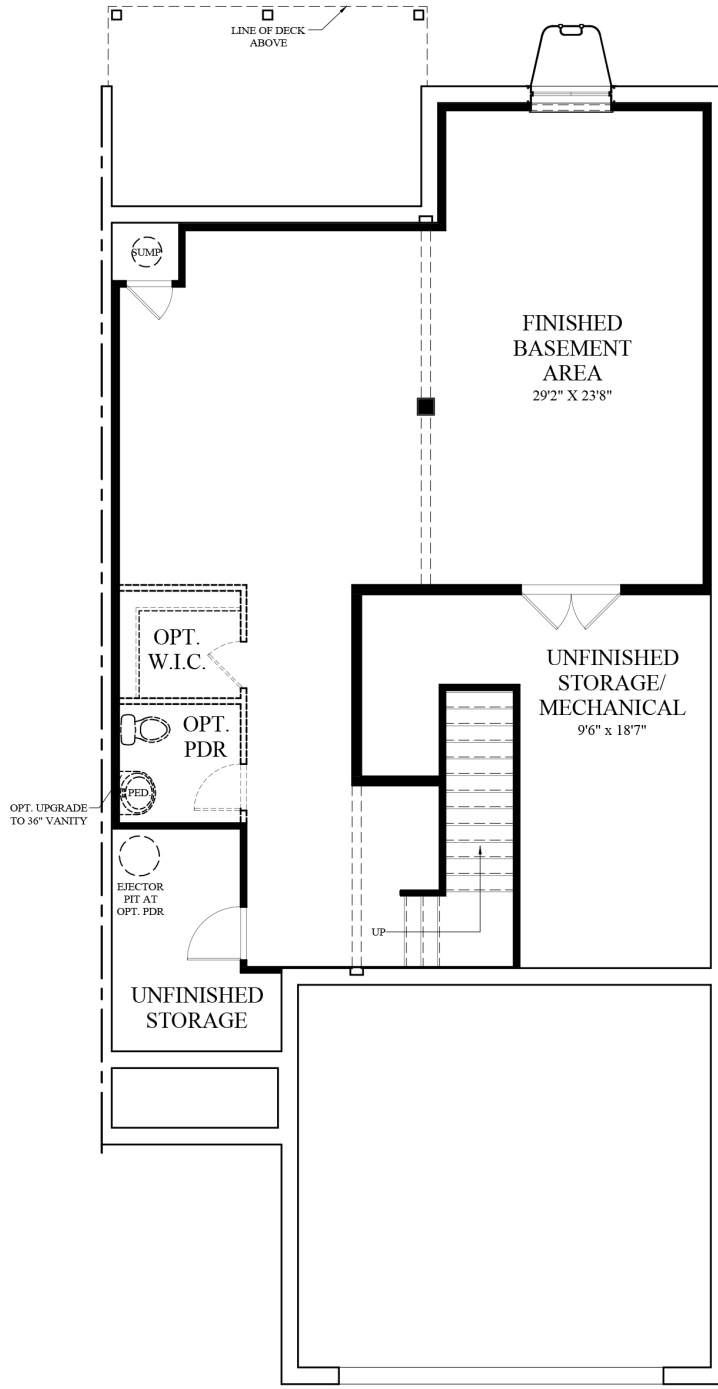 LINE OF DECK
ABOVE
SUMP
FINISHED
BASEMENT
AREA
29'2" X 23'8"
OPT.
W.I.C.
UNFINISHED
STORAGE/
MECHANICAL
9'6" x 18'7"
OPT.
PDR
PED.
OPT. UPGRADE
TO 36" VANITY
EJECTOR
PIT AT
OPT. PDR
UP
UNFINISHED
STORAGE